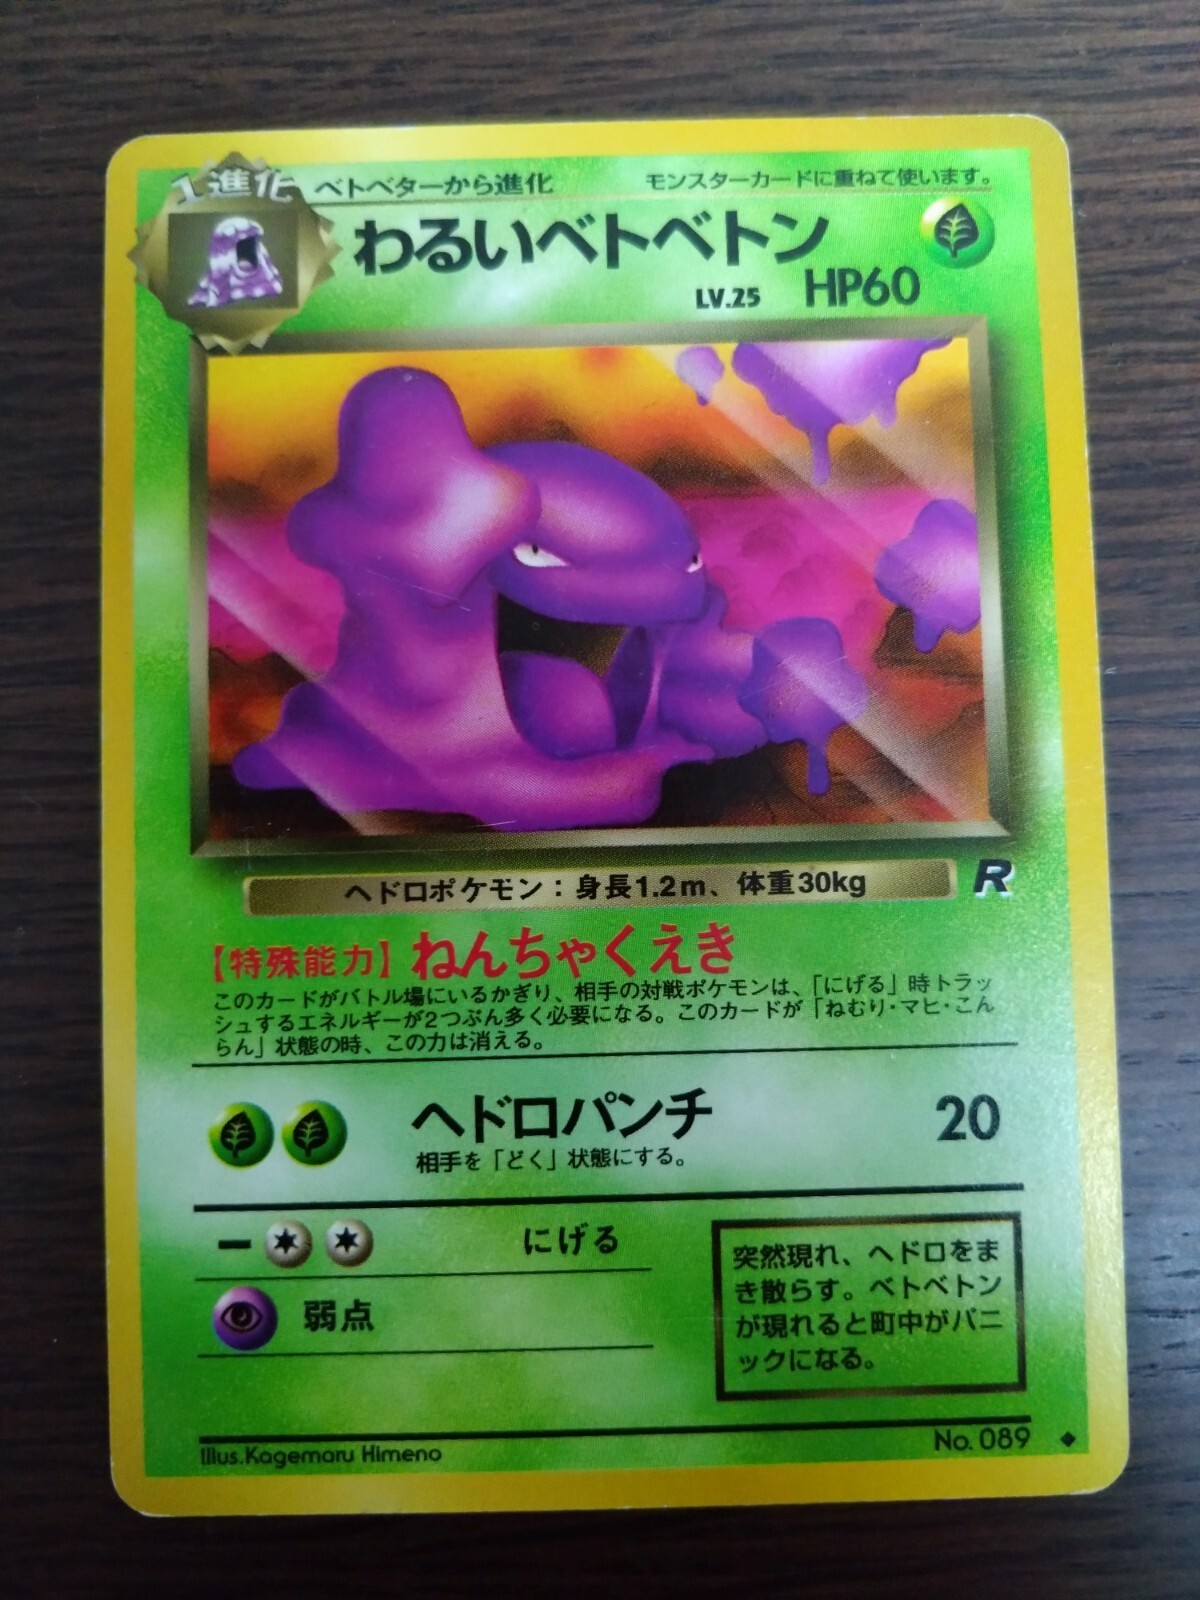 1進化
ベトベターから進化
モンスターカードに重ねて使います。
わるいベトベトン
LV.25 HP60
ヘドロポケモン：身長1.2m、体重30kg
R
【特殊能力】ねんちゃくえき
このカードがバトル場にいるかぎり、相手の対戦ポケモンは、「にげる」時トラッ
シュするエネルギーが2つぶん多く必要になる。このカードが「ねむり・マヒ・こん
らん」状態の時、この力は消える。
ヘドロパンチ 20
相手を「どく」状態にする。
にげる
弱点
突然現れ、ヘドロをま
き散らす。ベトベトン
が現れると町中がパニ
ックになる。
Illus.Kagemaru Himeno
No.089